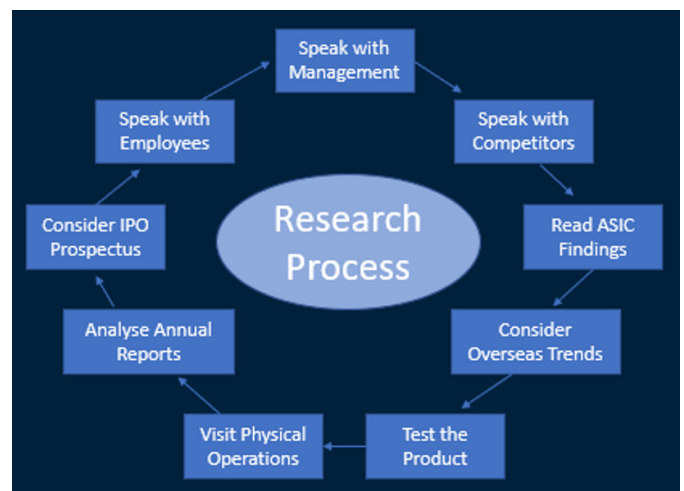 Speak with
Management
Speak with
Competitors
Read ASIC
Findings
Consider
Overseas Trends
Test the
Product
Visit Physical
Operations
Analyse Annual
Reports
Consider IPO
Prospectus
Speak with
Employees
Research
Process